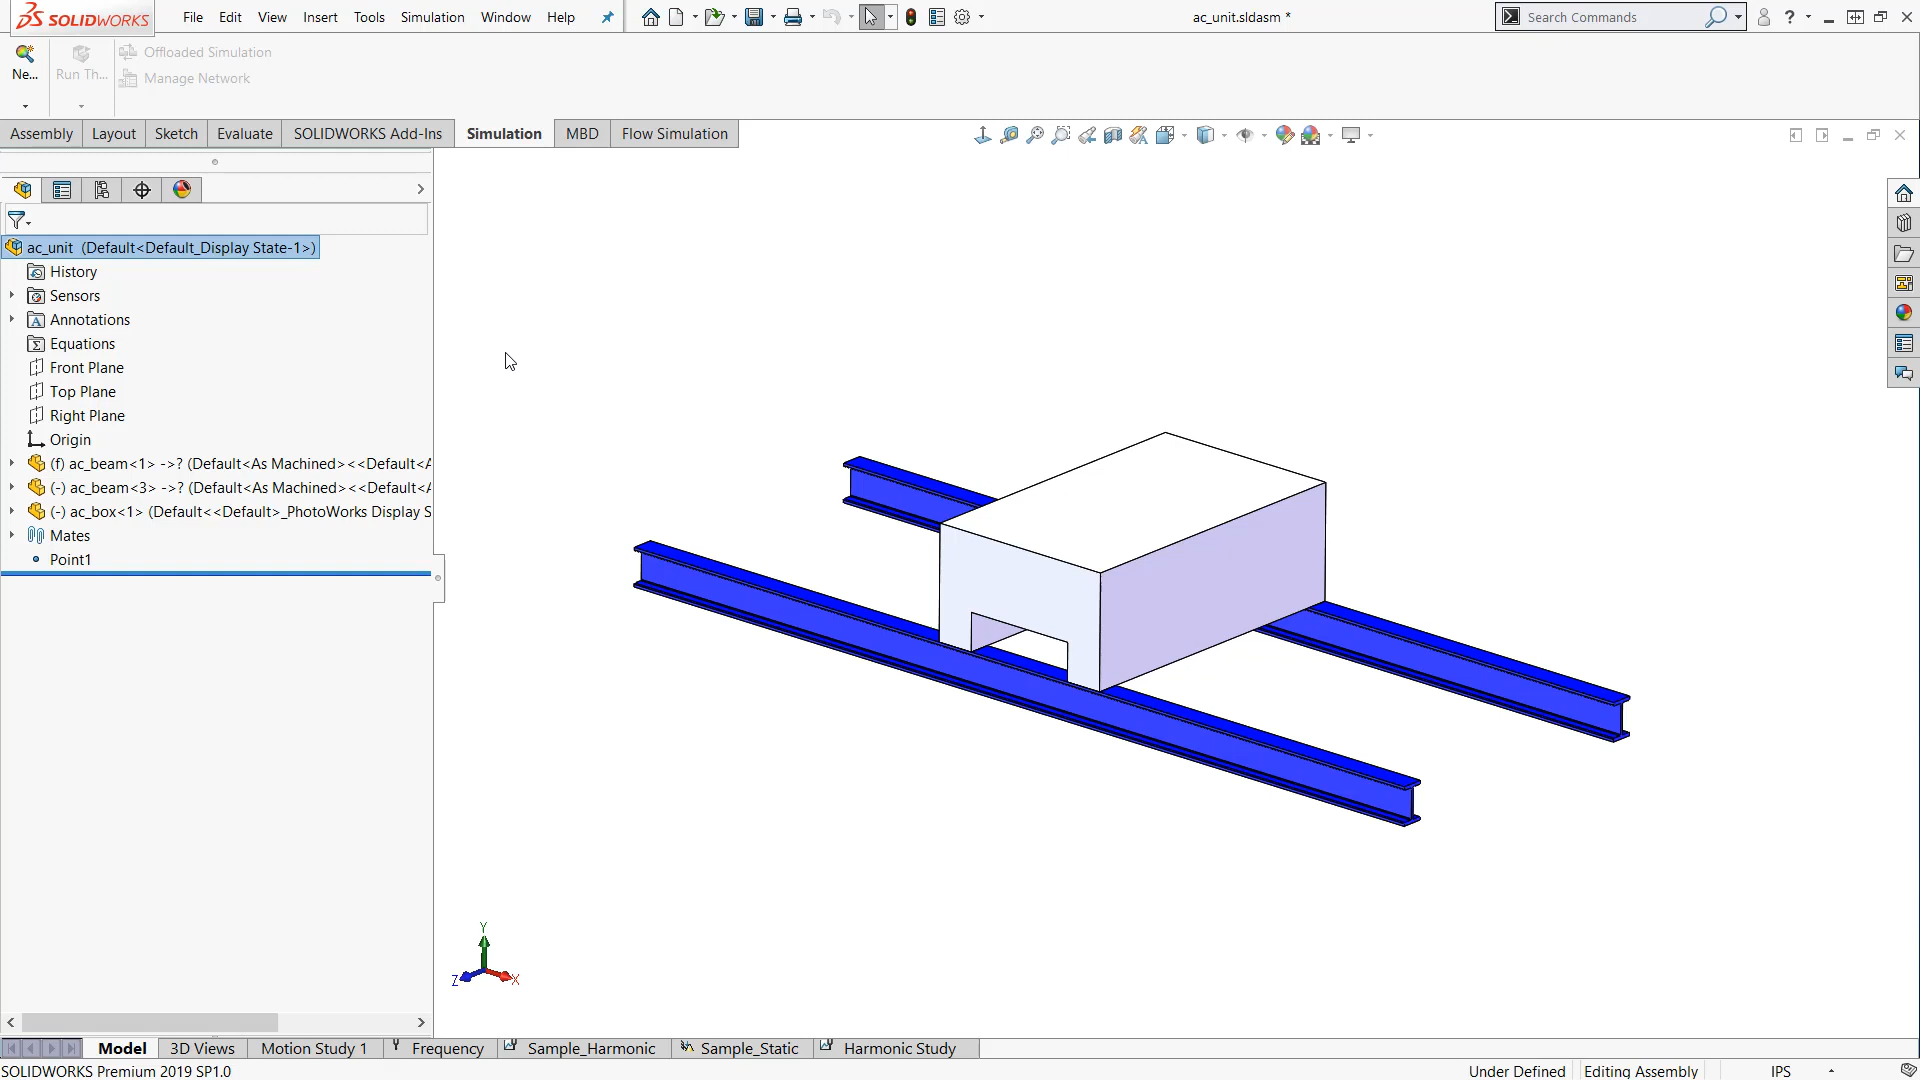 SOLIDWORKS
File Edit View Insert Tools Simulation Window Help
ac_unit.sldasm *
Search Commands
?
Ne...
Run Th...
Offloaded Simulation
Manage Network
Assembly Layout Sketch Evaluate SOLIDWORKS Add-Ins Simulation MBD Flow Simulation
ac_unit (Default<Default_Display State-1>)
History
Sensors
Annotations
Equations
Front Plane
Top Plane
Right Plane
Origin
(f) ac_beam<1> ->? (Default<As Machined><<Default<A
(-) ac_beam<3> ->? (Default<As Machined><<Default<A
(-) ac_box<1> (Default<<Default>_PhotoWorks Display S
Mates
Point1
Y
Z
X
Model 3D Views Motion Study 1 Frequency Sample_Harmonic Sample_Static Harmonic Study
SOLIDWORKS Premium 2019 SP1.0
Under Defined Editing Assembly IPS